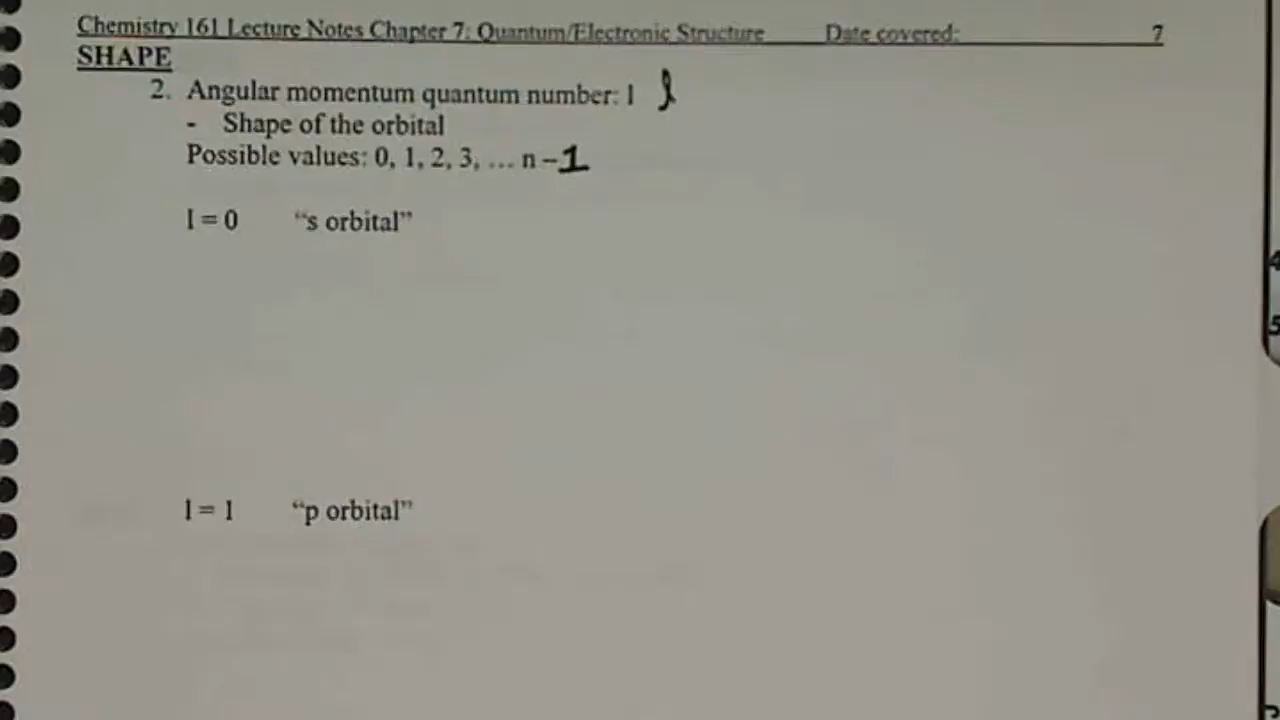 Chemistry 161 Lecture Notes Chapter 7: Quantum/Electronic Structure Date covered: 7
SHAPE
2. Angular momentum quantum number: l ℓ
- Shape of the orbital
Possible values: 0, 1, 2, 3, ... n – 1
l = 0 “s orbital”
l = 1 “p orbital”